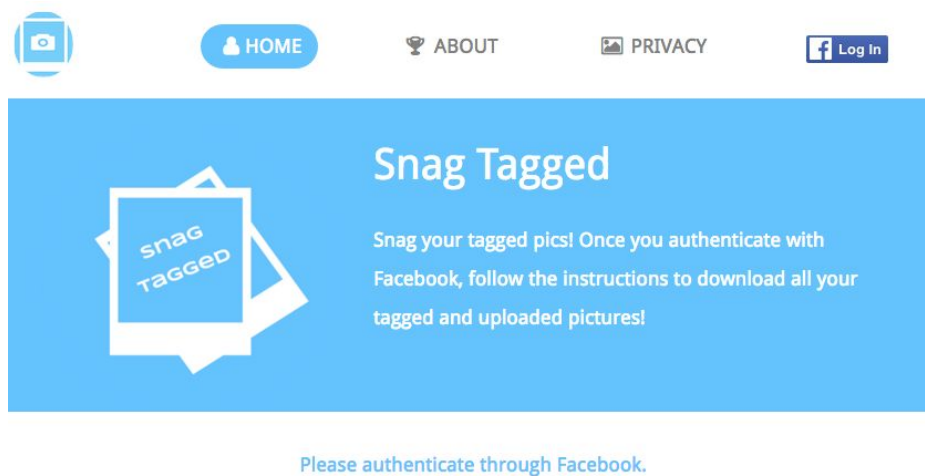 HOME
ABOUT
PRIVACY
f Log In
Snag Tagged
snag
TaGGeD
Snag your tagged pics! Once you authenticate with
Facebook, follow the instructions to download all your
tagged and uploaded pictures!
Please authenticate through Facebook.